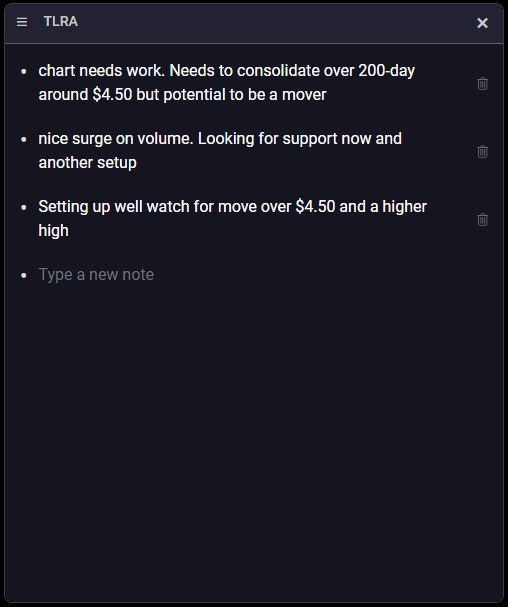 TLRA
chart needs work. Needs to consolidate over 200-day
around $4.50 but potential to be a mover
nice surge on volume. Looking for support now and
another setup
Setting up well watch for move over $4.50 and a higher
high
Type a new note